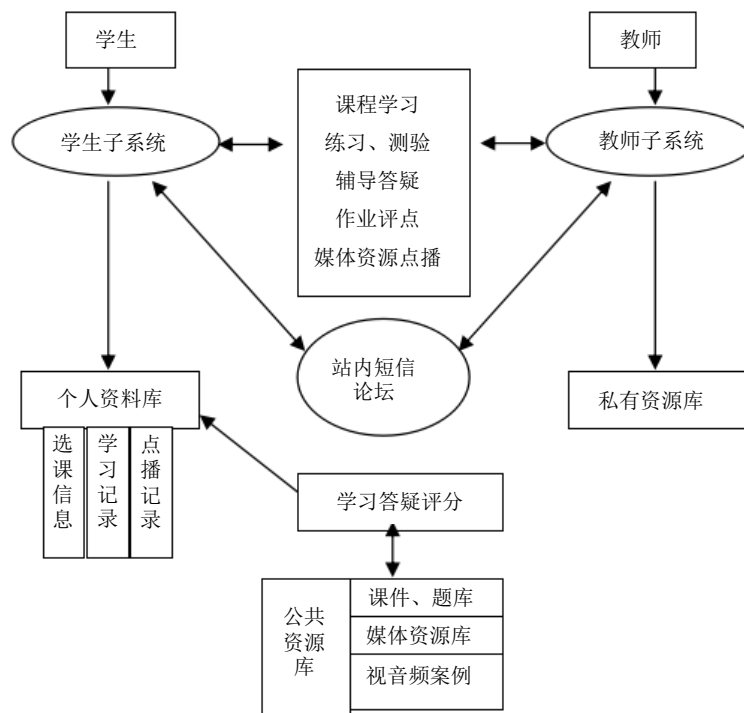 学生
教师
课程学习
练习、测验
辅导答疑
作业评点
媒体资源点播
学生子系统
教师子系统
站内短信
论坛
个人资料库
私有资源库
选课信息
学习记录
点播记录
学习答疑评分
公共
资源
库
课件、题库
媒体资源库
视音频案例